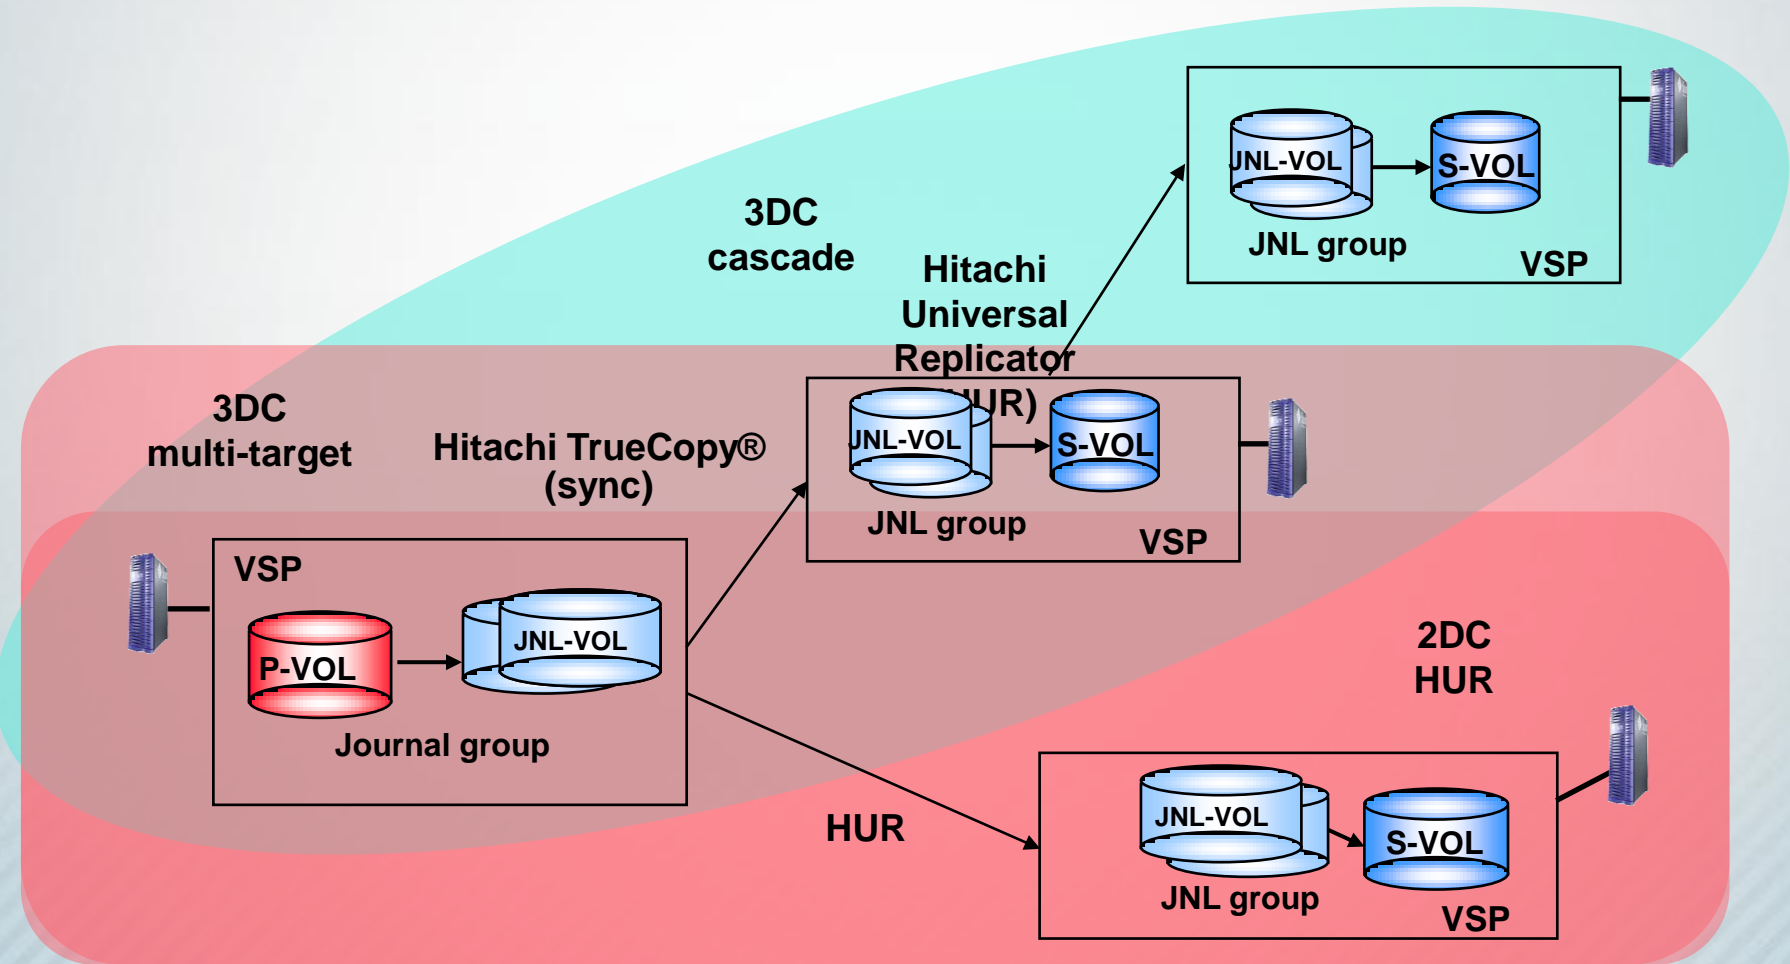 JNL-VOL
S-VOL
JNL group
VSP
3DC
cascade
Hitachi
Universal
Replicator
(HUR)
3DC
multi-target
Hitachi TrueCopy®
(sync)
JNL-VOL
S-VOL
JNL group
VSP
VSP
P-VOL
JNL-VOL
Journal group
2DC
HUR
HUR
JNL-VOL
S-VOL
JNL group
VSP